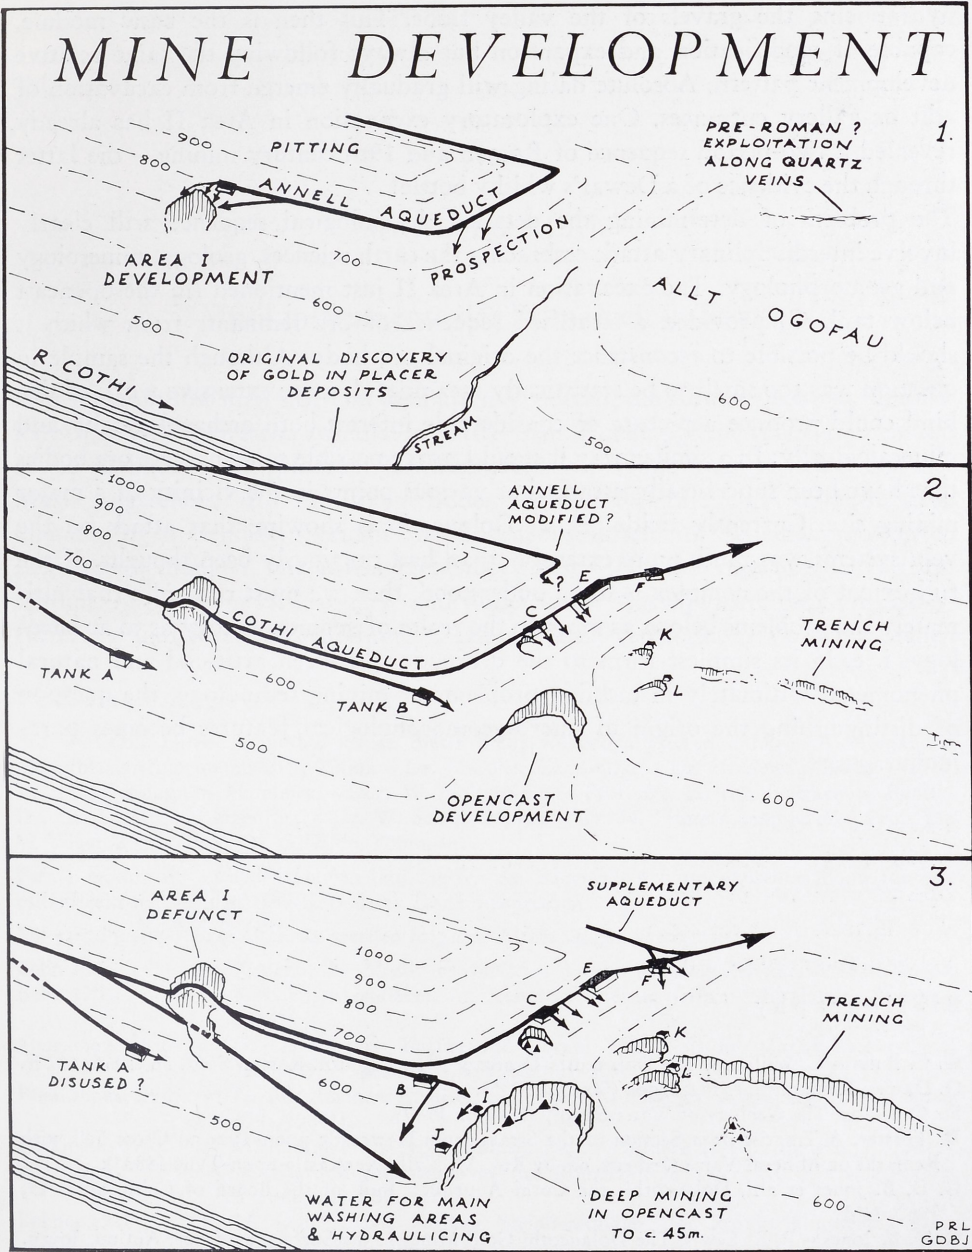 MINE DEVELOPMENT
1.
900
800
PITTING
PRE-ROMAN ?
EXPLOITATION
ALONG QUARTZ
VEINS
ANNELL AQUEDUCT
PROSPECTION
700
AREA I
DEVELOPMENT
600
500
ALLT
OGOFAU
R. COTHI
ORIGINAL DISCOVERY
OF GOLD IN PLACER
DEPOSITS
STREAM
600
500
2.
1000
900
800
700
ANNELL
AQUEDUCT
MODIFIED ?
?
E
F
C
COTHI AQUEDUCT
K
TRENCH
MINING
TANK A
600
TANK B
L
500
OPENCAST
DEVELOPMENT
600
3.
AREA I
DEFUNCT
SUPPLEMENTARY
AQUEDUCT
1000
900
800
700
E
F
C
TRENCH
MINING
K
L
TANK A
DISUSED ?
600
B
I
500
J
WATER FOR MAIN
WASHING AREAS
& HYDRAULICING
DEEP MINING
IN OPENCAST
TO c. 45m.
600
PRL
GDBJ